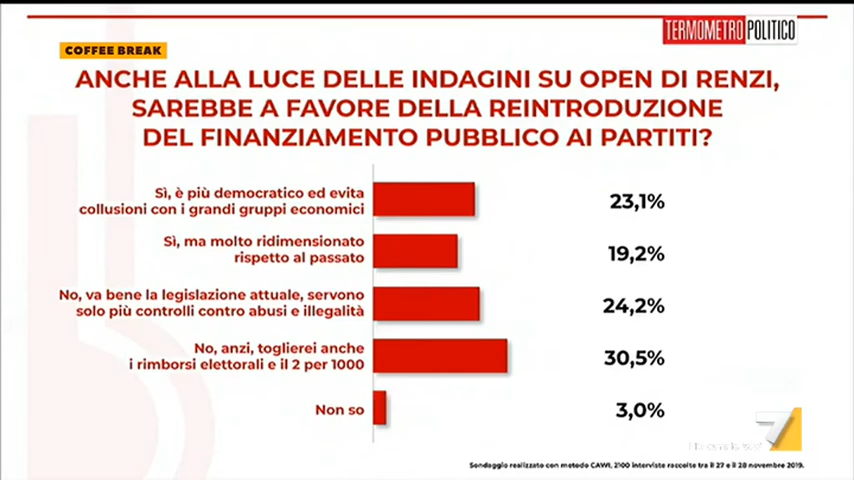 TERMOMETRO POLITICO
COFFEE BREAK
ANCHE ALLA LUCE DELLE INDAGINI SU OPEN DI RENZI,
SAREBBE A FAVORE DELLA REINTRODUZIONE
DEL FINANZIAMENTO PUBBLICO AI PARTITI?
Sì, è più democratico ed evita
collusioni con i grandi gruppi economici
23,1%
Sì, ma molto ridimensionato
rispetto al passato
19,2%
No, va bene la legislazione attuale, servono
solo più controlli contro abusi e illegalità
24,2%
No, anzi, toglierei anche
i rimborsi elettorali e il 2 per 1000
30,5%
Non so
3,0%
7
Sondaggio realizzato con metodo CAWI, 2100 interviste raccolte tra il 27 e il 28 novembre 2019.